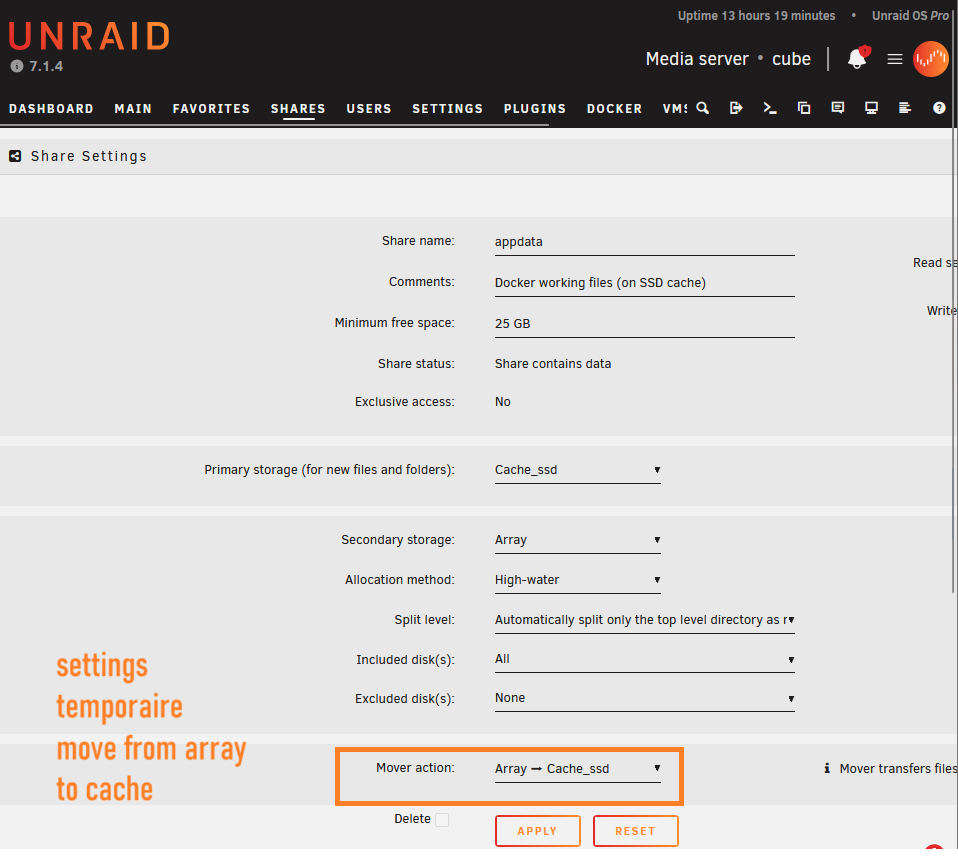 Uptime 13 hours 19 minutes • Unraid OS Pro
UNRAID
7.1.4
Media server • cube
DASHBOARD MAIN FAVORITES SHARES USERS SETTINGS PLUGINS DOCKER VMS
Share Settings
Share name: appdata
Read se
Comments: Docker working files (on SSD cache)
Write
Minimum free space: 25 GB
Share status: Share contains data
Exclusive access: No
Primary storage (for new files and folders): Cache_ssd
Secondary storage: Array
Allocation method: High-water
Split level: Automatically split only the top level directory as r
Included disk(s): All
Excluded disk(s): None
settings
temporaire
move from array
to cache
Mover action: Array → Cache_ssd
Mover transfers files
Delete
APPLY RESET